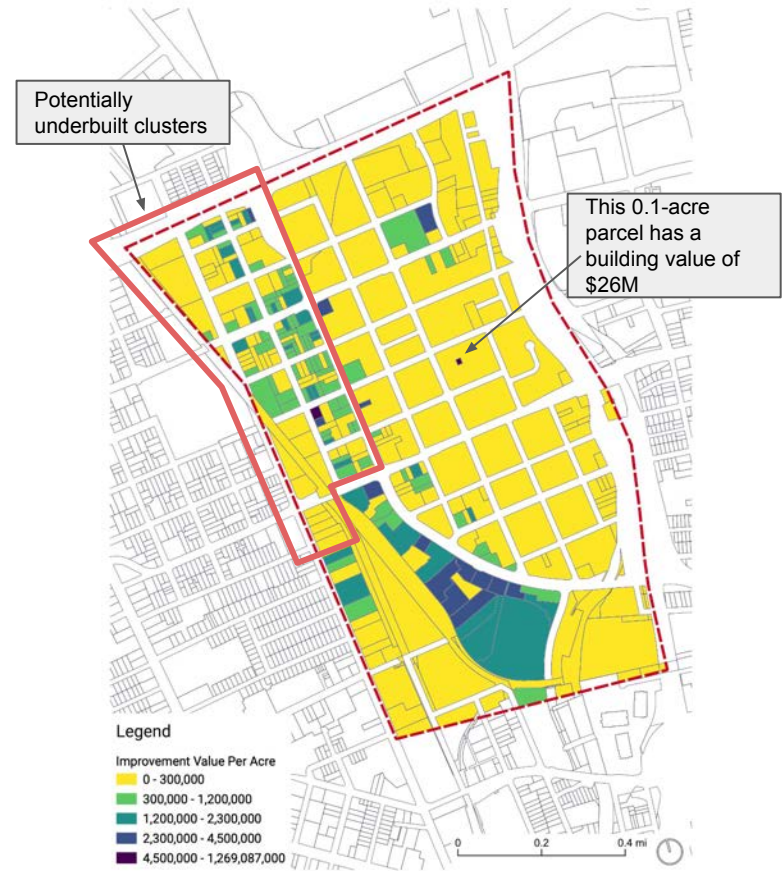 Potentially
underbuilt clusters
This 0.1-acre
parcel has a
building value of
$26M
Legend
Improvement Value Per Acre
0 - 300,000
300,000 - 1,200,000
1,200,000 - 2,300,000
2,300,000 - 4,500,000
4,500,000 - 1,269,087,000
0 0.2 0.4 mi